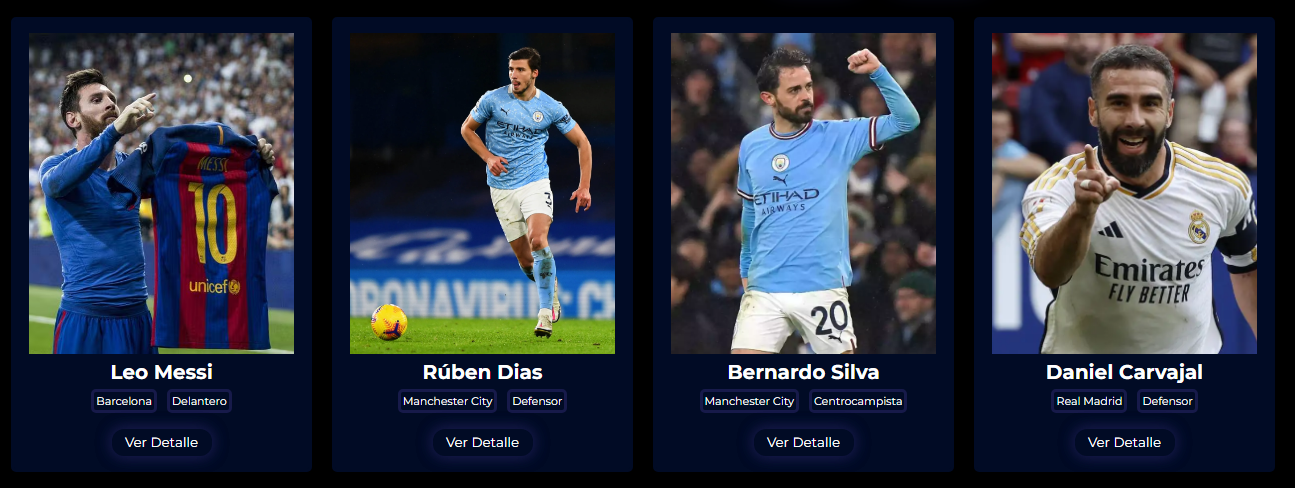 MESSI
10
unicef
ETIHAD
AIRWAYS
3
CORONAVIRUS
ETIHAD
AIRWAYS
20
Emirates
FLY BETTER
Leo Messi
Barcelona Delantero
Ver Detalle
Rúben Dias
Manchester City Defensor
Ver Detalle
Bernardo Silva
Manchester City Centrocampista
Ver Detalle
Daniel Carvajal
Real Madrid Defensor
Ver Detalle